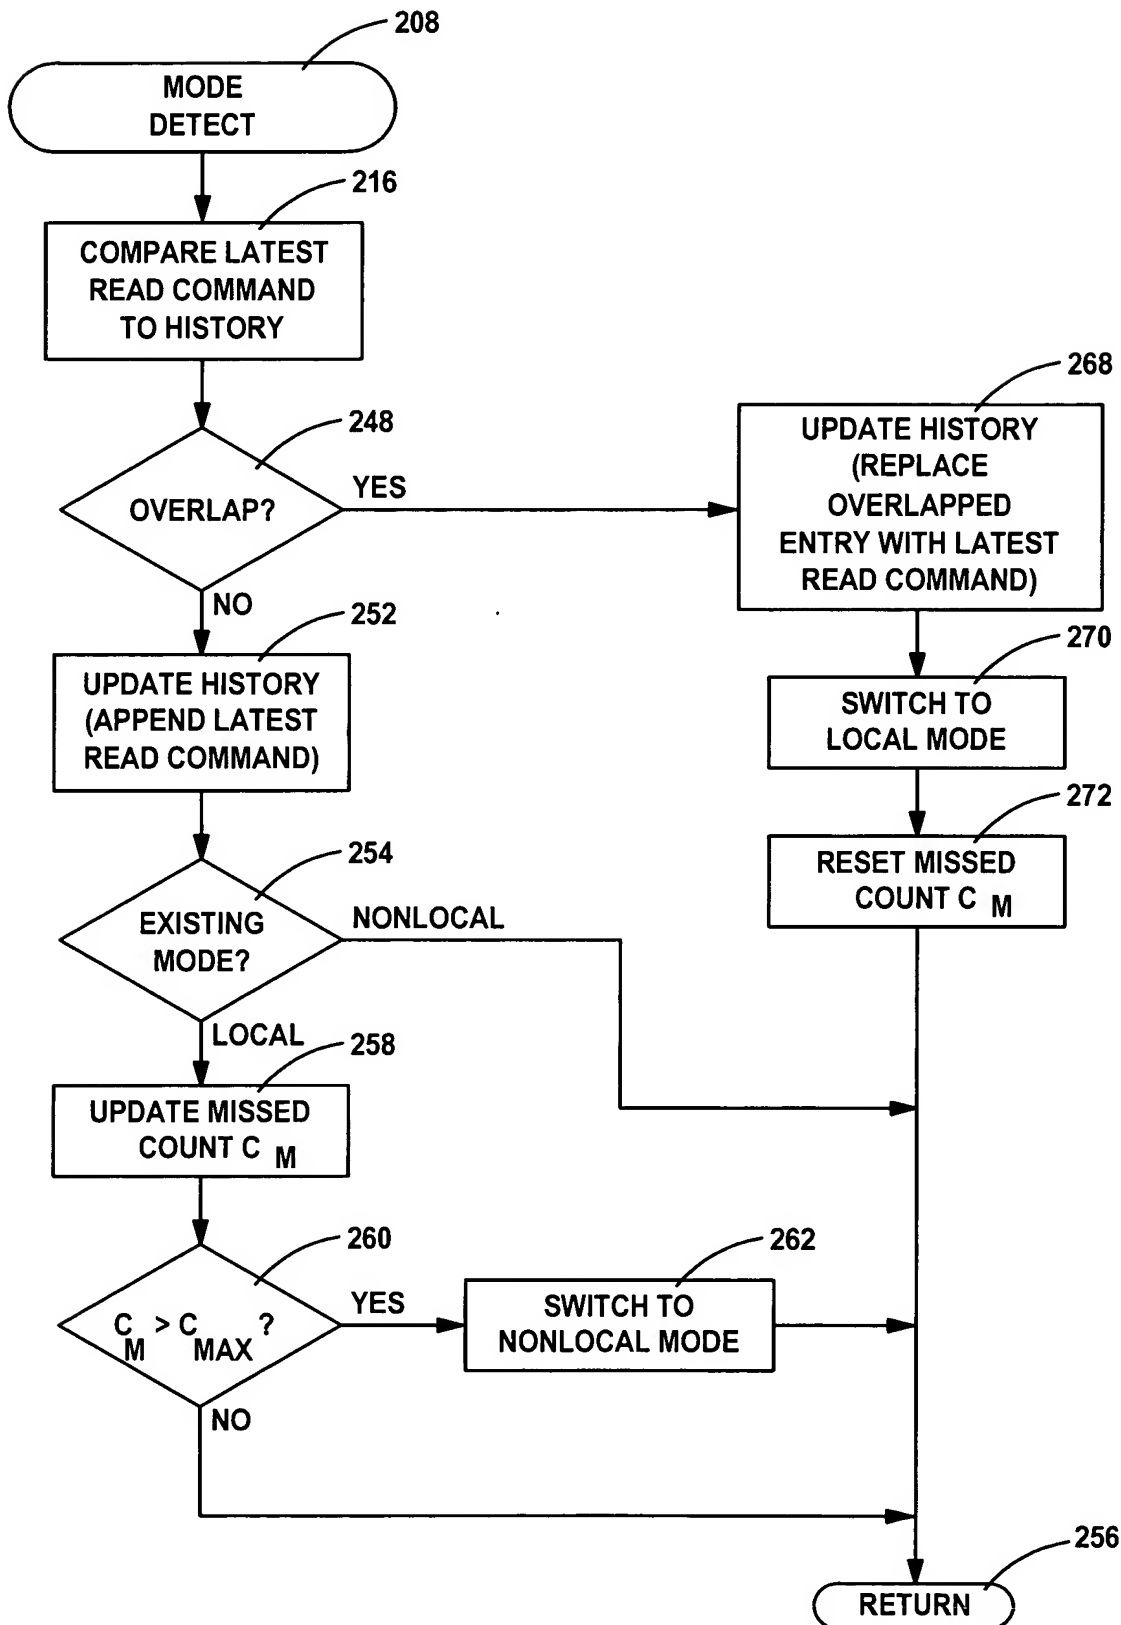 208
MODE
DETECT
216
COMPARE LATEST
READ COMMAND
TO HISTORY
248
OVERLAP?
YES
NO
268
UPDATE HISTORY
(REPLACE
OVERLAPPED
ENTRY WITH LATEST
READ COMMAND)
252
UPDATE HISTORY
(APPEND LATEST
READ COMMAND)
270
SWITCH TO
LOCAL MODE
272
RESET MISSED
COUNT C M
254
EXISTING
MODE?
NONLOCAL
LOCAL
258
UPDATE MISSED
COUNT C M
260
C M > C MAX ?
YES
NO
262
SWITCH TO
NONLOCAL MODE
256
RETURN